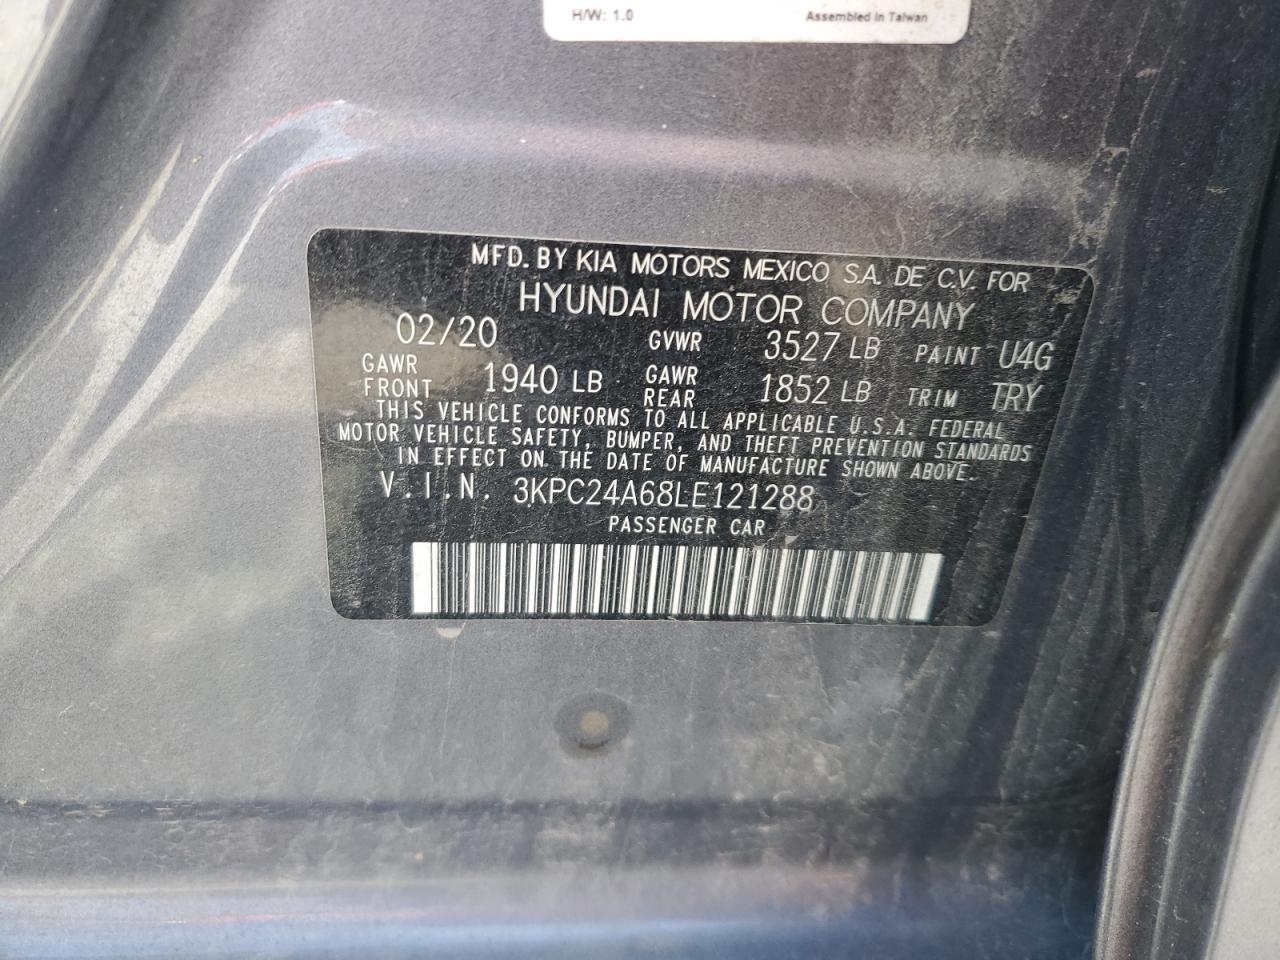 H/W: 1.0 Assembled in Taiwan
MFD. BY KIA MOTORS MEXICO S.A. DE C.V. FOR
HYUNDAI MOTOR COMPANY
02/20 GVWR 3527 LB PAINT U4G
GAWR FRONT 1940 LB GAWR REAR 1852 LB TRIM TRY
THIS VEHICLE CONFORMS TO ALL APPLICABLE U.S.A. FEDERAL
MOTOR VEHICLE SAFETY, BUMPER, AND THEFT PREVENTION STANDARDS
IN EFFECT ON THE DATE OF MANUFACTURE SHOWN ABOVE.
V.I.N. 3KPC24A68LE121288
PASSENGER CAR